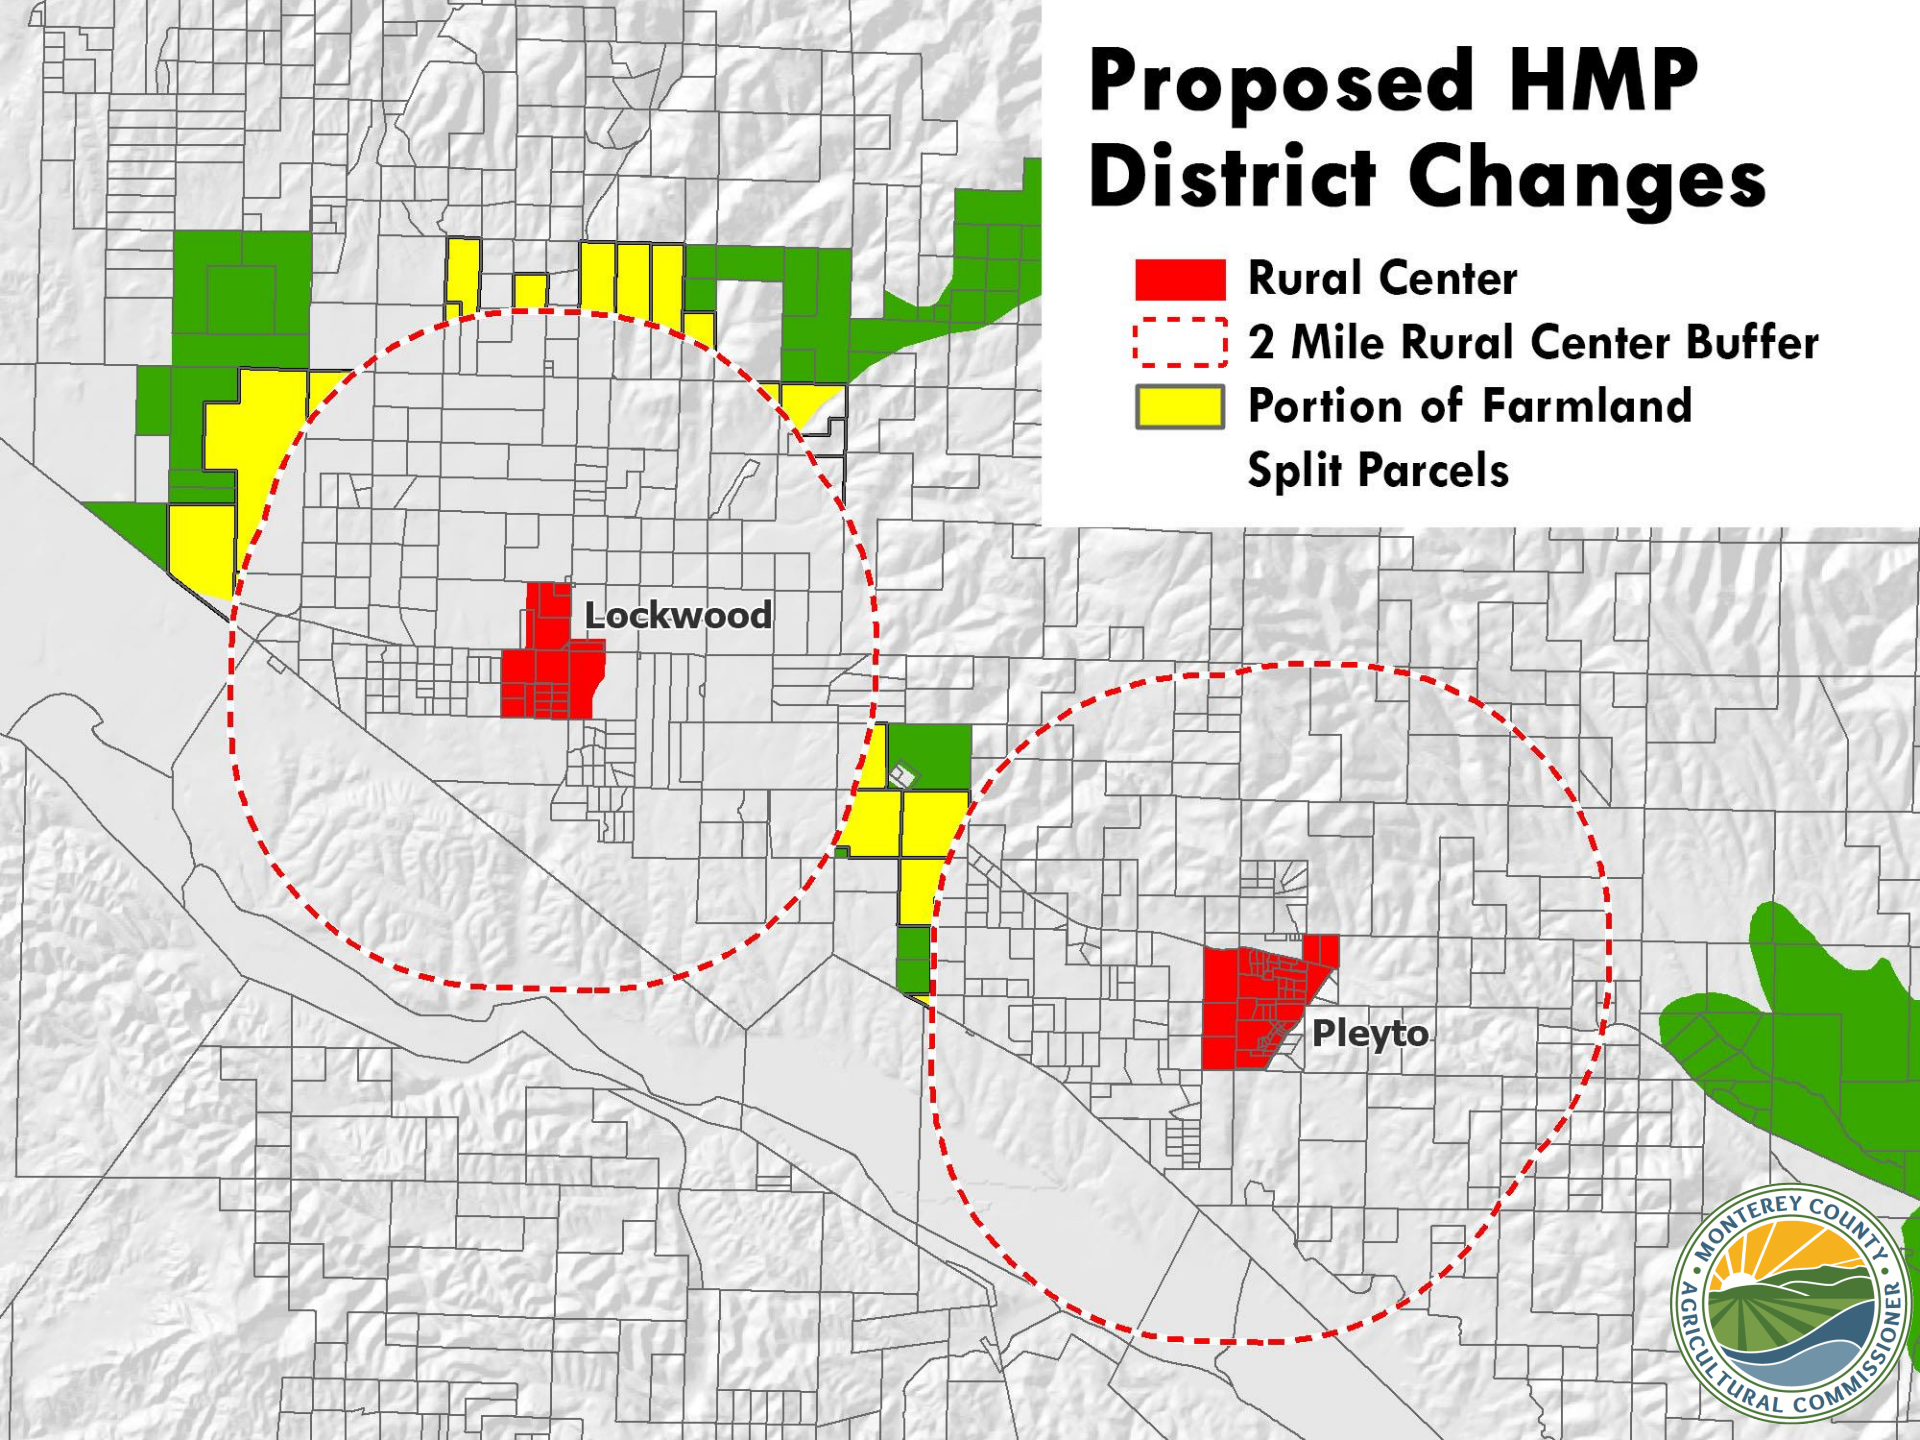 Proposed HMP
District Changes
Rural Center
2 Mile Rural Center Buffer
Portion of Farmland
Split Parcels
Lockwood
Pleyto
MONTEREY COUNTY
AGRICULTURAL COMMISSIONER